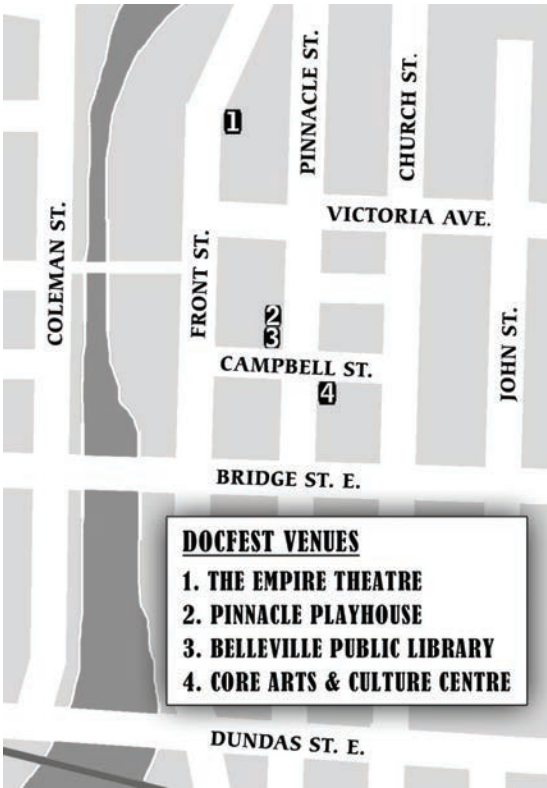 PINNACLE ST.
CHURCH ST.
1
VICTORIA AVE.
COLEMAN ST.
FRONT ST.
2
3
JOHN ST.
CAMPBELL ST.
4
BRIDGE ST. E.
DOCFEST VENUES
1. THE EMPIRE THEATRE
2. PINNACLE PLAYHOUSE
3. BELLEVILLE PUBLIC LIBRARY
4. CORE ARTS & CULTURE CENTRE
DUNDAS ST. E.